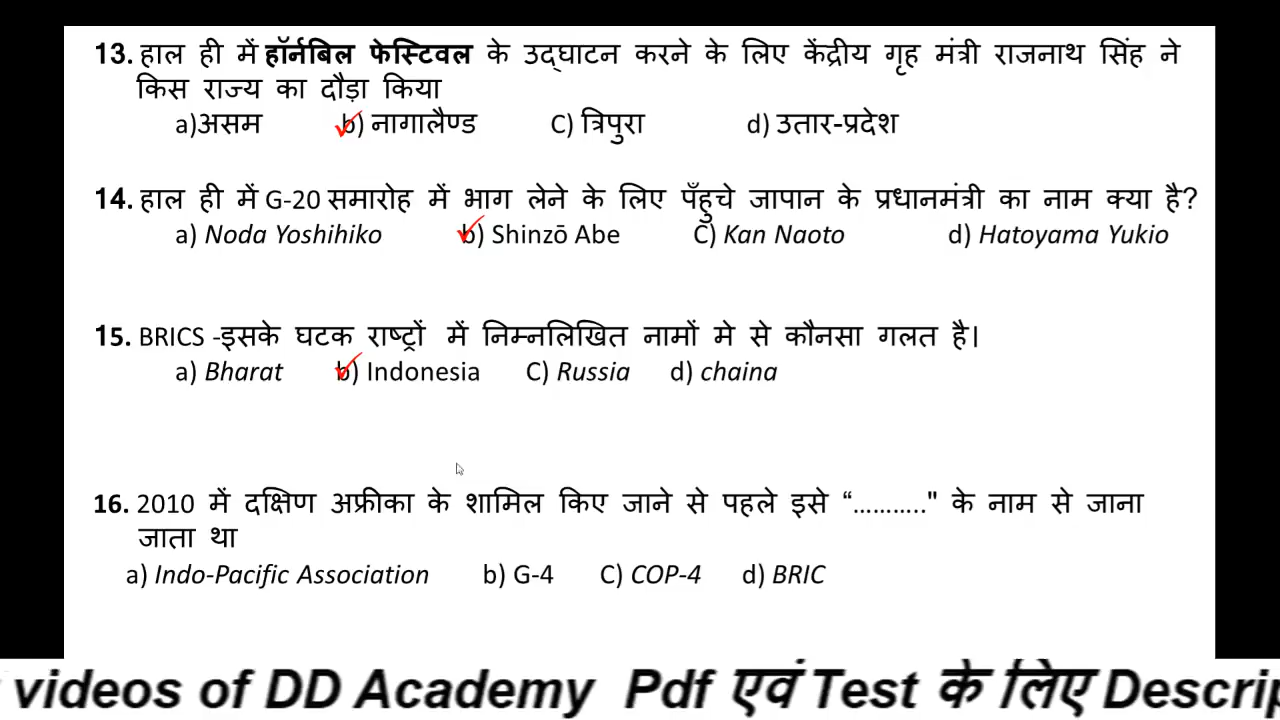 13. हाल ही में हॉर्नबिल फेस्टिवल के उद्घाटन करने के लिए केंद्रीय गृह मंत्री राजनाथ सिंह ने
किस राज्य का दौड़ा किया
a)असम b) नागालैण्ड C) त्रिपुरा d) उतार-प्रदेश
14. हाल ही में G-20 समारोह में भाग लेने के लिए पँहुचे जापान के प्रधानमंत्री का नाम क्या है?
a) Noda Yoshihiko b) Shinzō Abe C) Kan Naoto d) Hatoyama Yukio
15. BRICS -इसके घटक राष्ट्रों में निम्नलिखित नामों मे से कौनसा गलत है।
a) Bharat b) Indonesia C) Russia d) chaina
16. 2010 में दक्षिण अफ्रीका के शामिल किए जाने से पहले इसे “……….." के नाम से जाना
जाता था
a) Indo-Pacific Association b) G-4 C) COP-4 d) BRIC
videos of DD Academy Pdf एवं Test के लिए Descrip